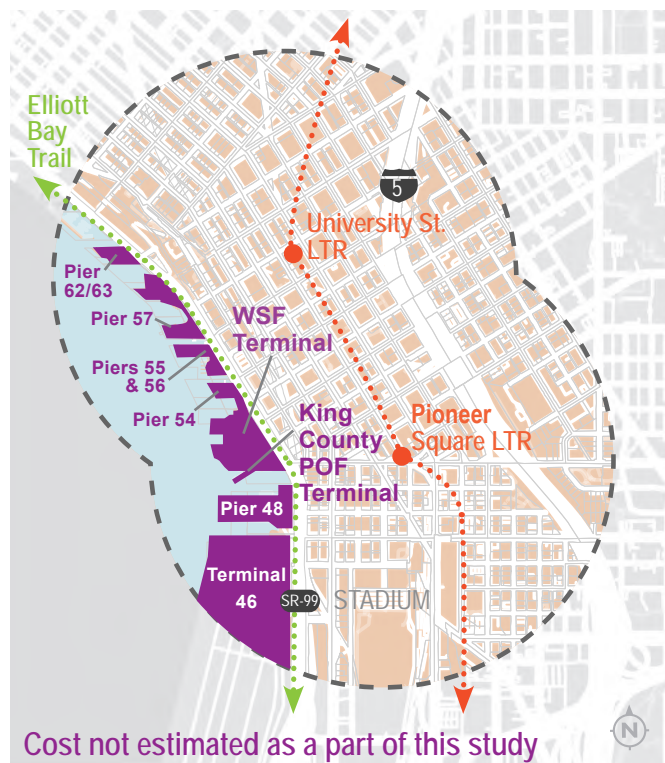 Elliott
Bay
Trail
5
University St.
LTR
Pier
62/63
Pier 57
WSF
Terminal
Piers 55
& 56
Pier 54
King
County
POF
Terminal
Pioneer
Square LTR
Pier 48
Terminal
46
SR-99
STADIUM
N
Cost not estimated as a part of this study